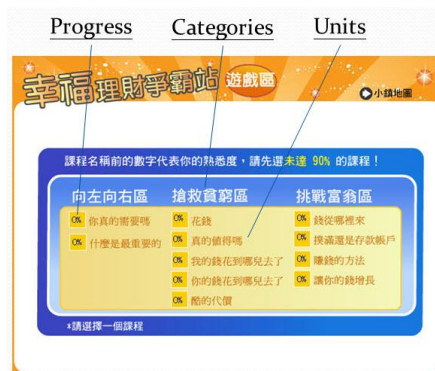 Progress Categories Units
幸福理財爭霸站 遊戲區
小鎮地圖
課程名稱前的數字代表你的熟悉度，請先選未達 90% 的課程！
向左向右區 搶救貧窮區 挑戰富翁區
0% 你真的需要嗎 0% 花錢 0% 錢從哪裡來
0% 什麼是最重要的 0% 真的值得嗎 0% 撲滿還是存款帳戶
0% 我的錢花到哪兒去了 0% 賺錢的方法
0% 你的錢花到哪兒去了 0% 讓你的錢增長
0% 酷的代價
*請選擇一個課程